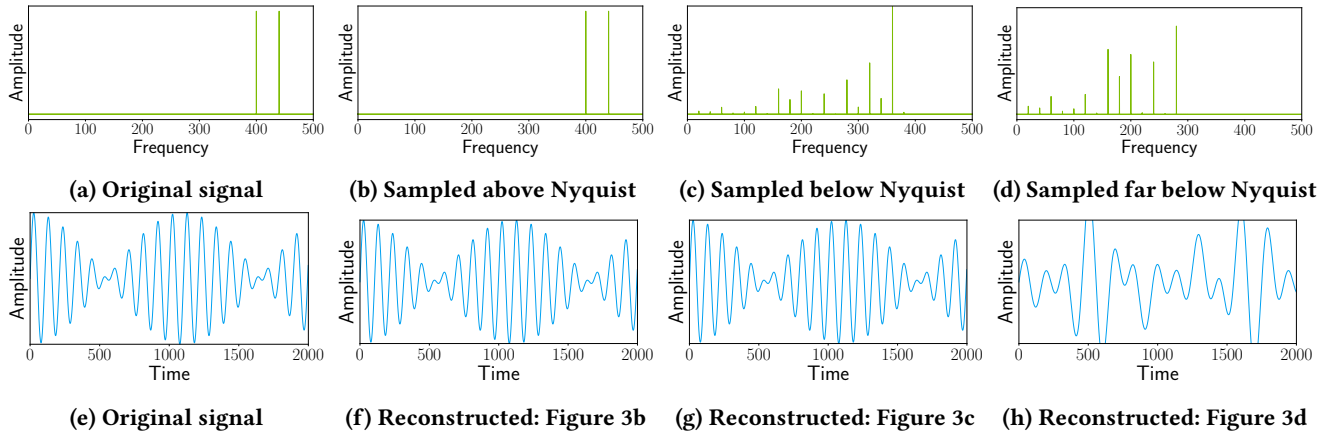 Amplitude
0 100 200 300 400 500
Frequency
(a) Original signal
Amplitude
0 100 200 300 400 500
Frequency
(b) Sampled above Nyquist
Amplitude
0 100 200 300 400 500
Frequency
(c) Sampled below Nyquist
Amplitude
0 100 200 300 400 500
Frequency
(d) Sampled far below Nyquist
Amplitude
0 500 1000 1500 2000
Time
(e) Original signal
Amplitude
0 500 1000 1500 2000
Time
(f) Reconstructed: Figure 3b
Amplitude
0 500 1000 1500 2000
Time
(g) Reconstructed: Figure 3c
Amplitude
0 500 1000 1500 2000
Time
(h) Reconstructed: Figure 3d